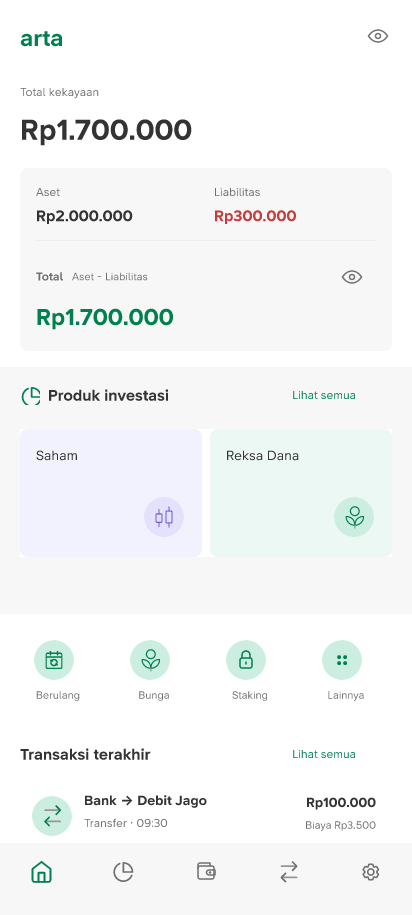 arta
Total kekayaan
Rp1.700.000
Aset Liabilitas
Rp2.000.000 Rp300.000
Total Aset - Liabilitas
Rp1.700.000
Produk investasi Lihat semua
Saham Reksa Dana
Berulang Bunga Staking Lainnya
Transaksi terakhir Lihat semua
Bank → Debit Jago Rp100.000
Transfer · 09:30 Biaya Rp3.500